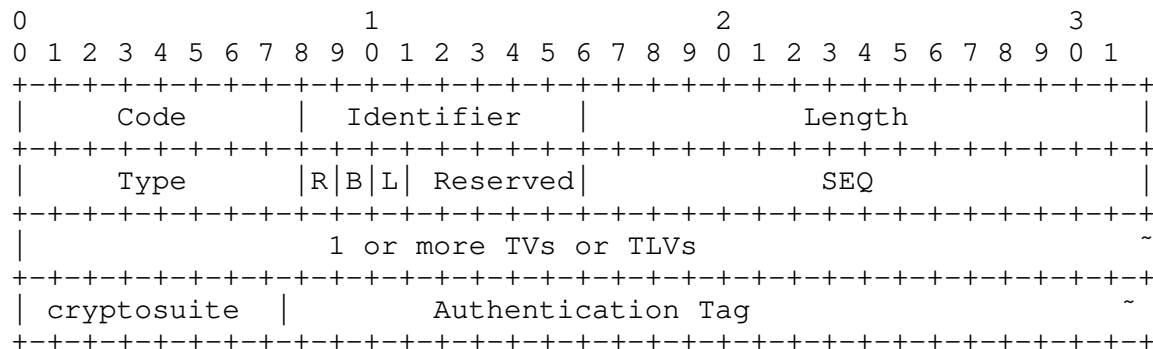 0                   1                   2                   3
0 1 2 3 4 5 6 7 8 9 0 1 2 3 4 5 6 7 8 9 0 1 2 3 4 5 6 7 8 9 0 1
+-+-+-+-+-+-+-+-+-+-+-+-+-+-+-+-+-+-+-+-+-+-+-+-+-+-+-+-+-+-+-+
|     Code      |  Identifier   |            Length             |
+-+-+-+-+-+-+-+-+-+-+-+-+-+-+-+-+-+-+-+-+-+-+-+-+-+-+-+-+-+-+-+
|     Type      |R|B|L| Reserved|             SEQ               |
+-+-+-+-+-+-+-+-+-+-+-+-+-+-+-+-+-+-+-+-+-+-+-+-+-+-+-+-+-+-+-+
|                 1 or more TVs or TLVs                         ~
+-+-+-+-+-+-+-+-+-+-+-+-+-+-+-+-+-+-+-+-+-+-+-+-+-+-+-+-+-+-+-+
| cryptosuite  |        Authentication Tag                     ~
+-+-+-+-+-+-+-+-+-+-+-+-+-+-+-+-+-+-+-+-+-+-+-+-+-+-+-+-+-+-+-+